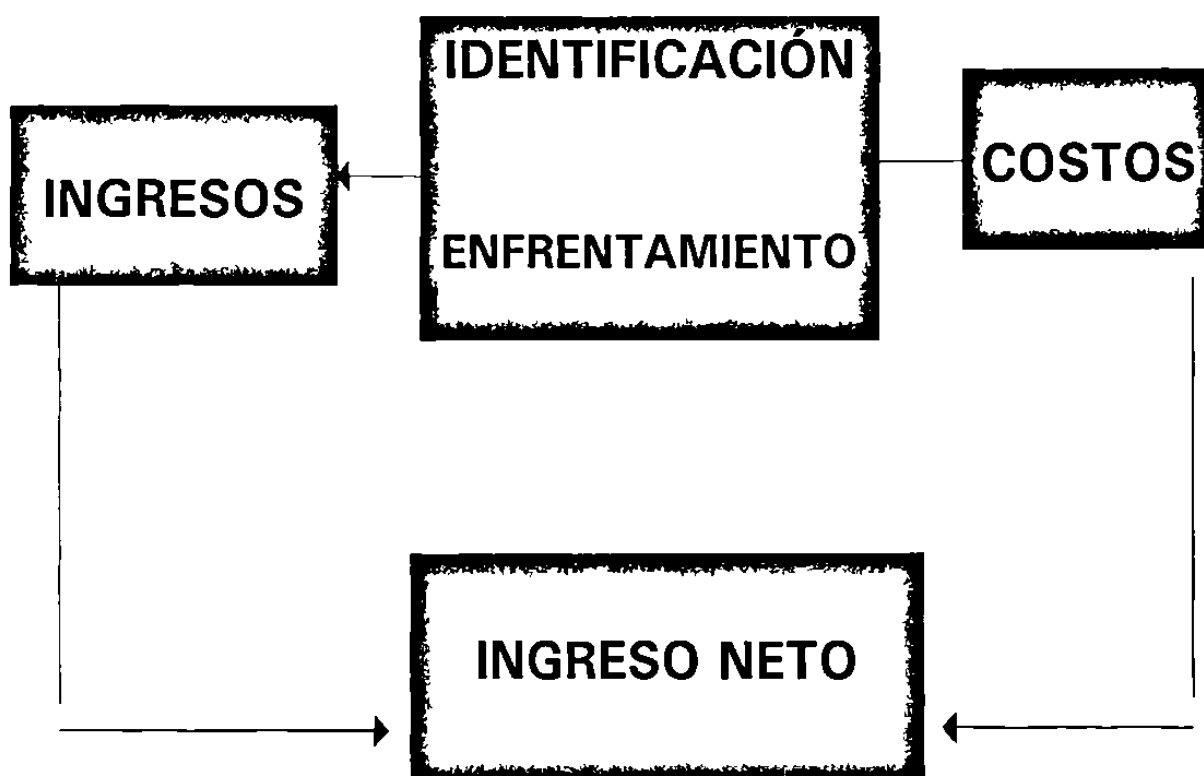 IDENTIFICACIÓN
INGRESOS
COSTOS
ENFRENTAMIENTO
INGRESO NETO